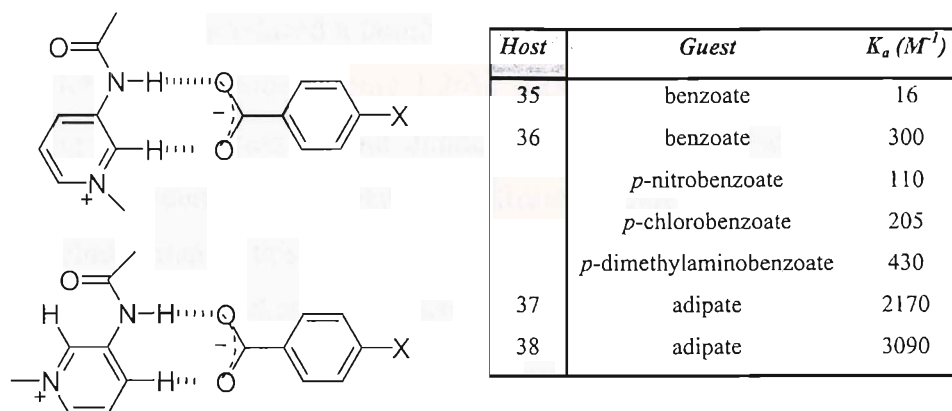 O
N-H
O
−
O
X
H
N
+
O
H
N-H
O
−
O
X
N
+
H
Host Guest Ka (M-1)
35 benzoate 16
36 benzoate 300
p-nitrobenzoate 110
p-chlorobenzoate 205
p-dimethylaminobenzoate 430
37 adipate 2170
38 adipate 3090